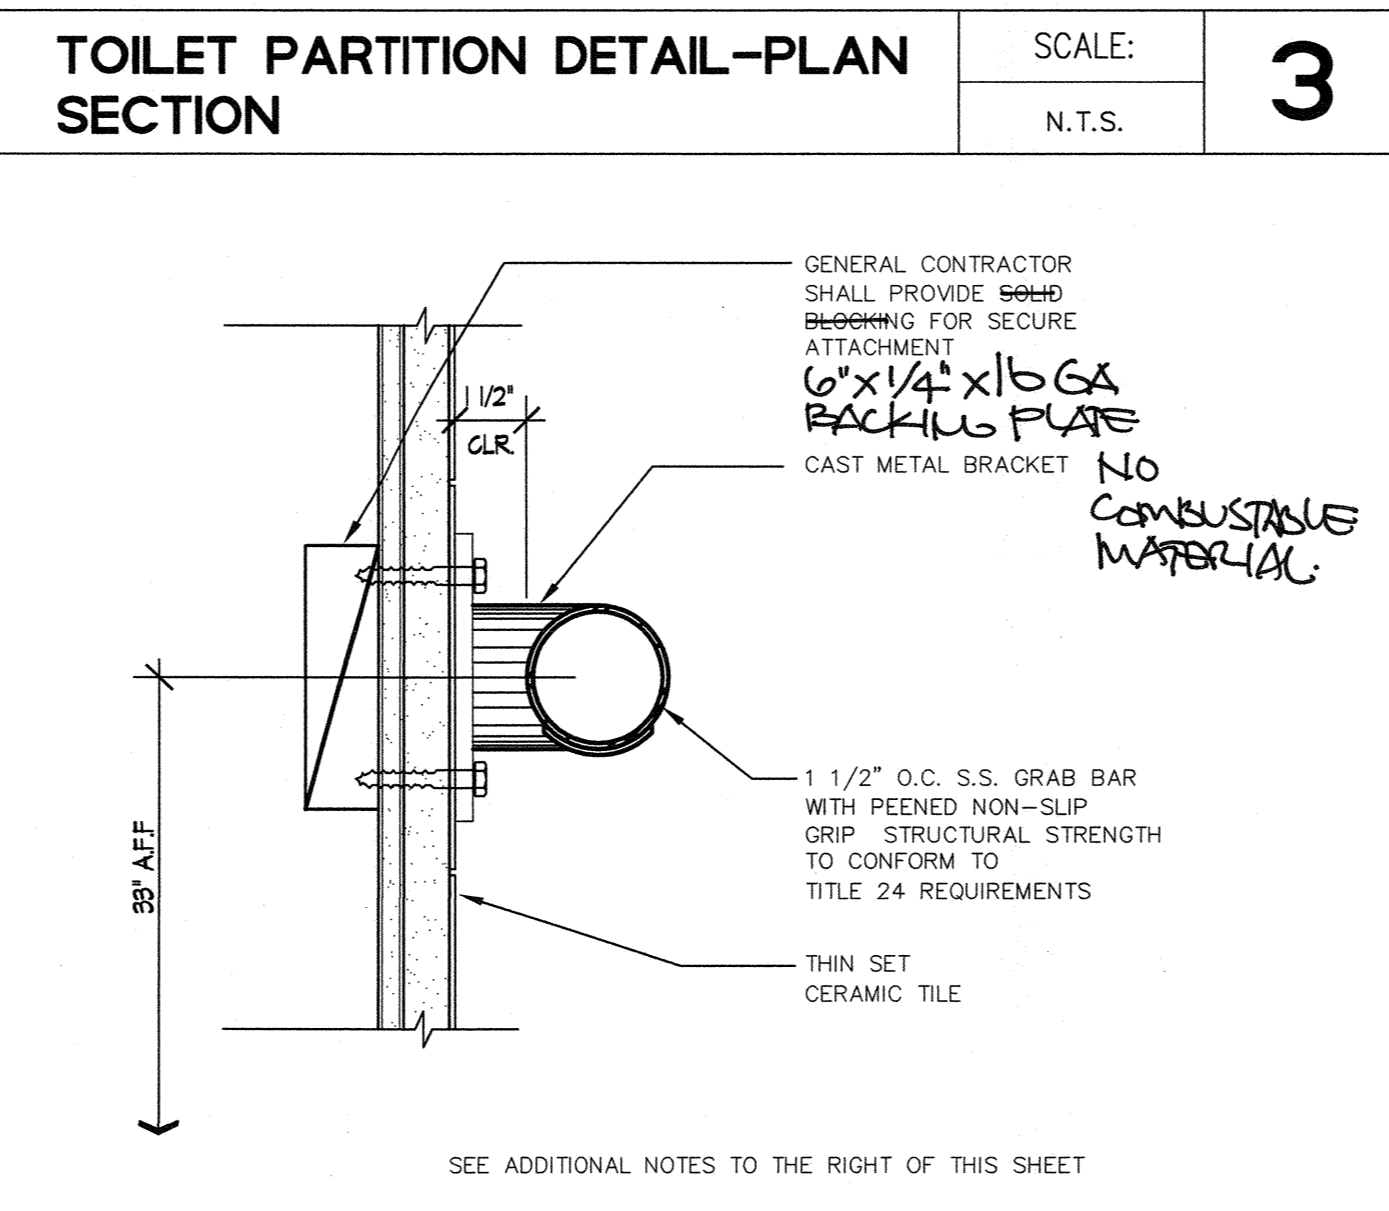 TOILET PARTITION DETAIL-PLAN
SECTION
SCALE:
N.T.S.
3
GENERAL CONTRACTOR
SHALL PROVIDE SOLID
BLOCKING FOR SECURE
ATTACHMENT
6" X 1/4" X 16 GA
BACKING PLATE
CAST METAL BRACKET
NO
COMBUSTABLE
MATERIAL.
1 1/2"
CLR.
1 1/2" O.C. S.S. GRAB BAR
WITH PEENED NON-SLIP
GRIP STRUCTURAL STRENGTH
TO CONFORM TO
TITLE 24 REQUIREMENTS
33" A.F.F
THIN SET
CERAMIC TILE
SEE ADDITIONAL NOTES TO THE RIGHT OF THIS SHEET